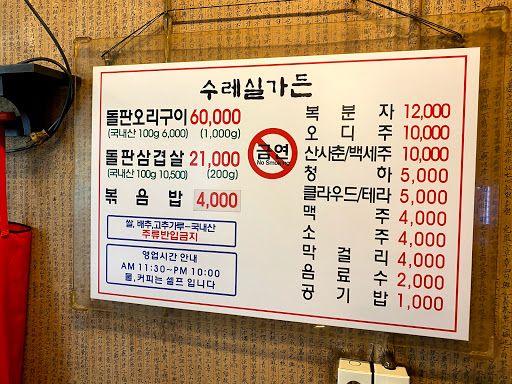 수레실가든
돌판오리구이 60,000
(국내산 100g 6,000) (1,000g)
돌판삼겹살 21,000
(국내산 100g 10,500) (200g)
볶음밥 4,000
쌀, 배추,고추가루-국내산
주류반입금지
영업시간 안내
AM 11:30~PM 10:00
물,커피는 셀프 입니다
금연
No Smoking
복분자 12,000
오디주 10,000
산사춘/백세주 10,000
청하 5,000
클라우드/테라 5,000
맥주 4,000
소주 4,000
막걸리 4,000
음료수 2,000
공기밥 1,000